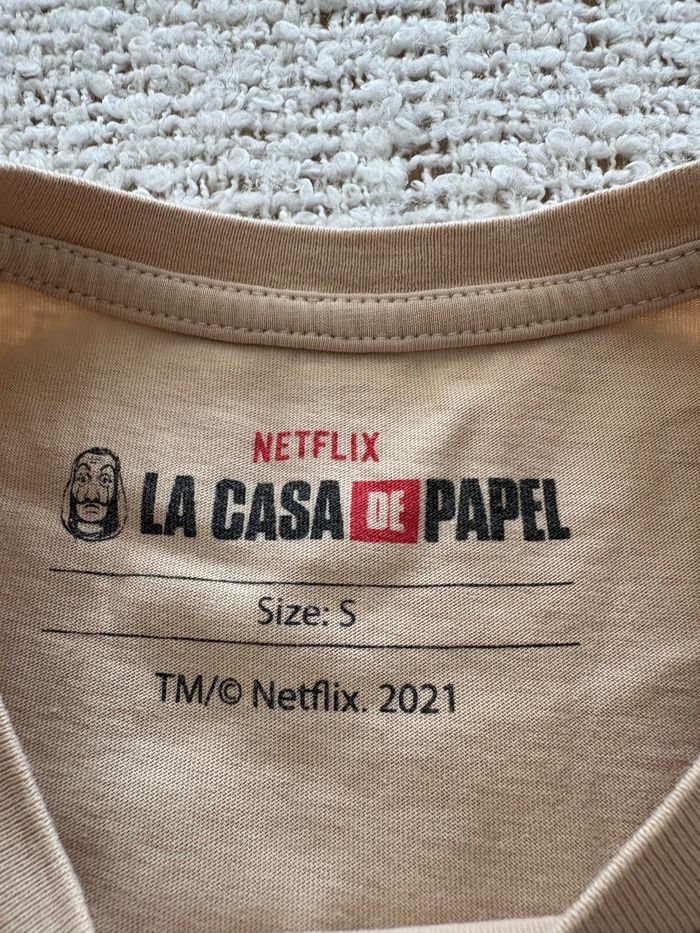 NETFLIX
LA CASA DE PAPEL
Size: S
TM/© Netflix. 2021